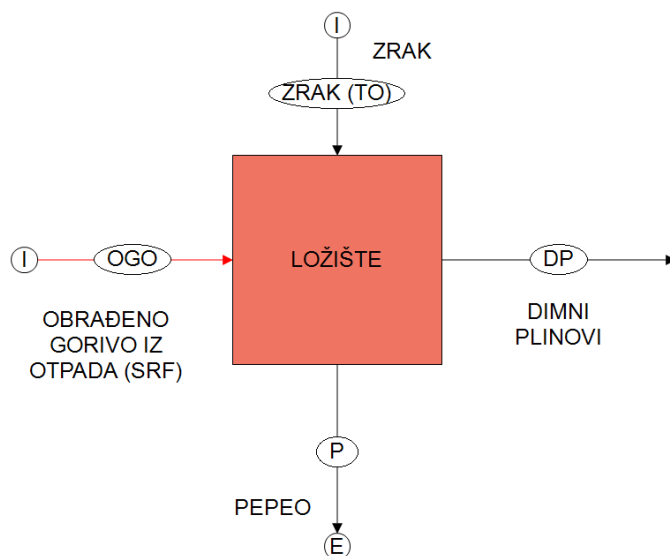 I
ZRAK
ZRAK (TO)
I
OGO
LOŽIŠTE
DP
OBRAĐENO
GORIVO IZ
OTPADA (SRF)
DIMNI
PLINOVI
P
PEPEO
E